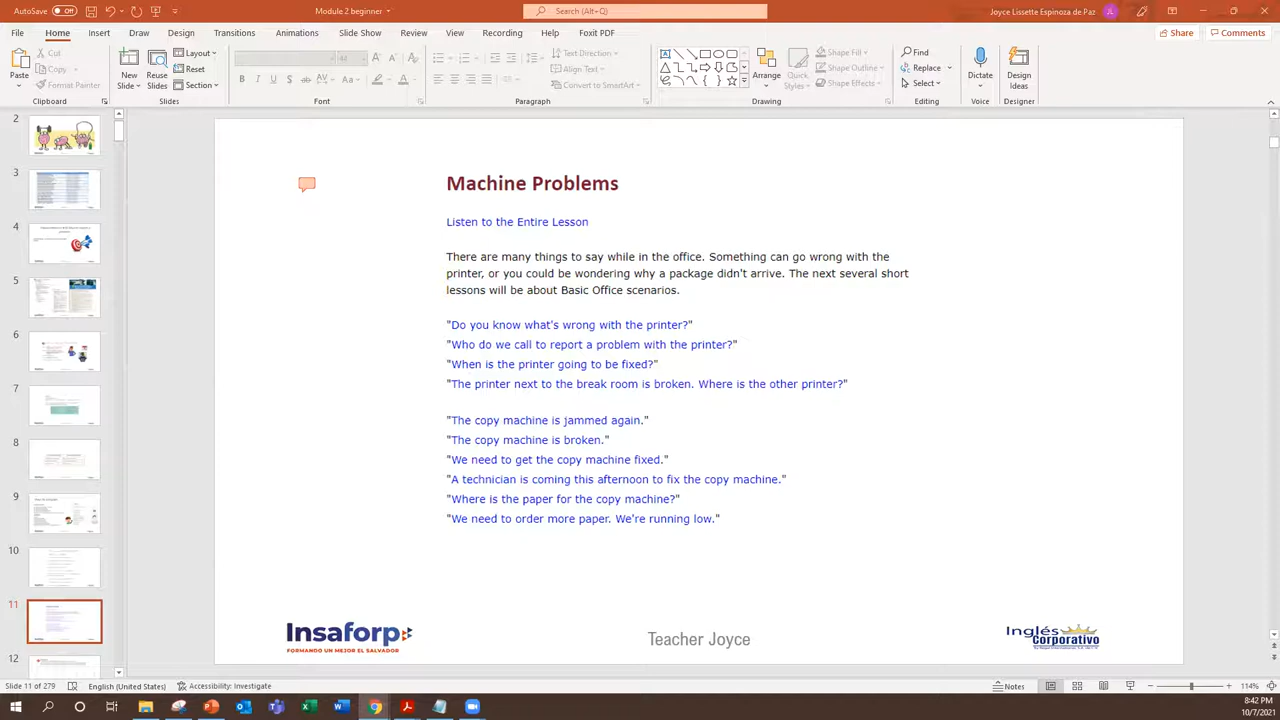 AutoSave Off
Module 2 beginner
Search (Alt+Q)
Joyce Lissette Espinoza de Paz
File Home Insert Draw Design Transitions Animations Slide Show Review View Recording Help Foxit PDF
Share Comments
Paste
Cut
Copy
Format Painter
Clipboard
New Slides
Reuse Slides
Layout
Reset
Section
Slides
44
Font
Text Direction
Align Text
Convert to SmartArt
Paragraph
Arrange
Quick Styles
Shape Fill
Shape Outline
Shape Effects
Drawing
Find
Replace
Select
Editing
Dictate
Voice
Design Ideas
Designer
2
4
6
7
8
9
10
11
Machine Problems
Listen to the Entire Lesson
There are many things to say while in the office. Something can go wrong with the
printer, or you could be wondering why a package didn't arrive. The next several short
lessons will be about Basic Office scenarios.
"Do you know what's wrong with the printer?"
"Who do we call to report a problem with the printer?"
"When is the printer going to be fixed?"
"The printer next to the break room is broken. Where is the other printer?"
"The copy machine is jammed again."
"The copy machine is broken."
"We need to get the copy machine fixed."
"A technician is coming this afternoon to fix the copy machine."
"Where is the paper for the copy machine?"
"We need to order more paper. We're running low."
Insaforp
FORMANDO UN MEJOR EL SALVADOR
Teacher Joyce
Inglés
Corporativo
Slide 11 of 279
English (United States)
Accessibility: Investigate
Notes
114%
8:42 PM
10/7/2021